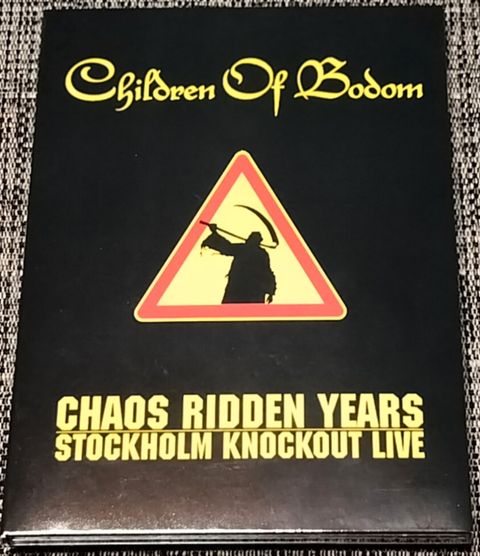 Children Of Bodom
CHAOS RIDDEN YEARS
STOCKHOLM KNOCKOUT LIVE